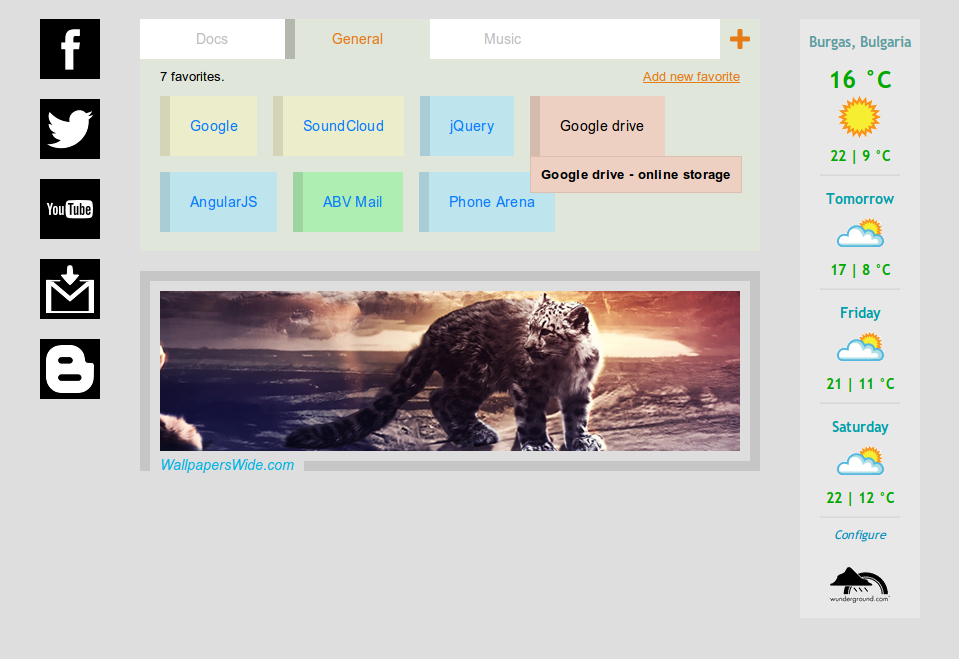 Docs
General
Music
7 favorites.
Add new favorite
Google
SoundCloud
jQuery
Google drive
Google drive - online storage
AngularJS
ABV Mail
Phone Arena
You Tube
WallpapersWide.com
Burgas, Bulgaria
16 °C
22 | 9 °C
Tomorrow
17 | 8 °C
Friday
21 | 11 °C
Saturday
22 | 12 °C
Configure
wunderground.com